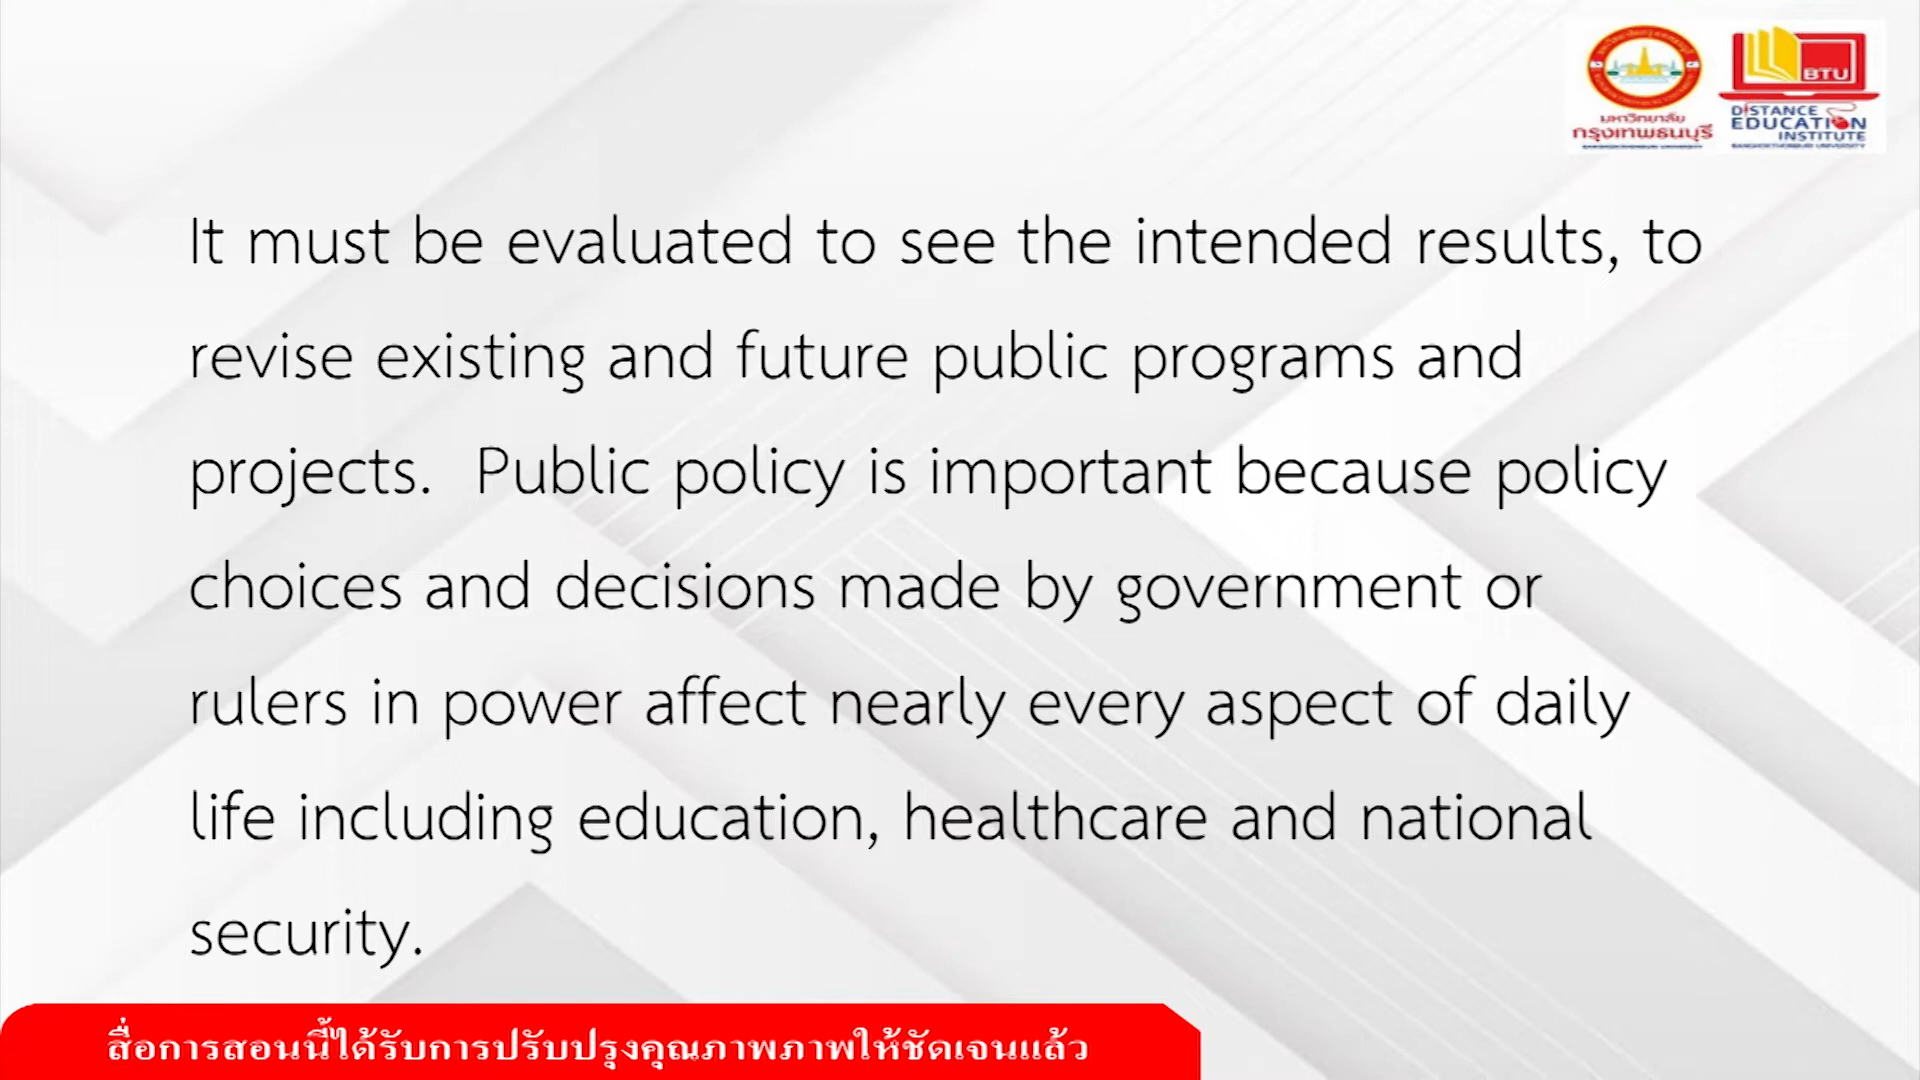 มหาวิทยาลัย
กรุงเทพธนบุรี
BANGKOKTHONBURI UNIVERSITY
BTU
DISTANCE
EDUCATION
INSTITUTE
BANGKOKTHONBURI UNIVERSITY
It must be evaluated to see the intended results, to
revise existing and future public programs and
projects.  Public policy is important because policy
choices and decisions made by government or
rulers in power affect nearly every aspect of daily
life including education, healthcare and national
security.
สื่อการสอนนี้ได้รับการปรับปรุงคุณภาพภาพให้ชัดเจนแล้ว